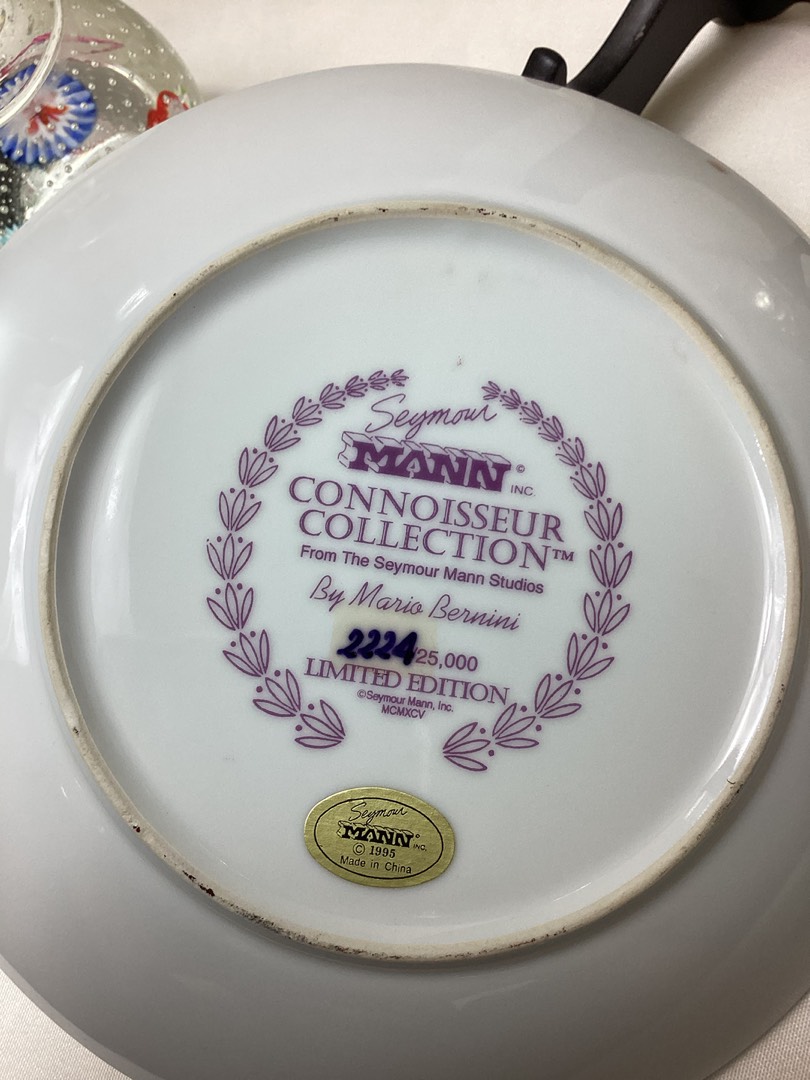 Seymour
MANN ©
INC.
CONNOISSEUR
COLLECTION™
From The Seymour Mann Studios
By Mario Bernini
2224/25,000
LIMITED EDITION
©Seymour Mann, Inc.
MCMXCV
Seymour
MANN©
INC.
© 1995
Made in China